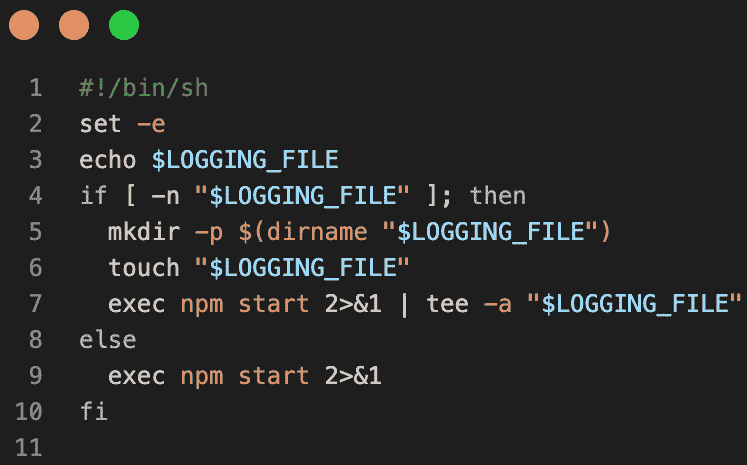 1 #!/bin/sh
2 set -e
3 echo $LOGGING_FILE
4 if [ -n "$LOGGING_FILE" ]; then
5   mkdir -p $(dirname "$LOGGING_FILE")
6   touch "$LOGGING_FILE"
7   exec npm start 2>&1 | tee -a "$LOGGING_FILE"
8 else
9   exec npm start 2>&1
10 fi
11